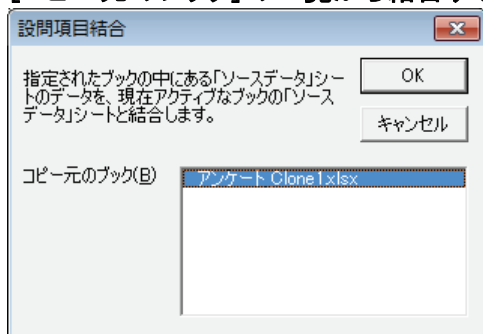 設問項目結合
指定されたブックの中にある「ソースデータ」シー
トのデータを、現在アクティブなブックの「ソース
データ」シートと結合します。
OK
キャンセル
コピー元のブック(B)
アンケート Clone1.xlsx